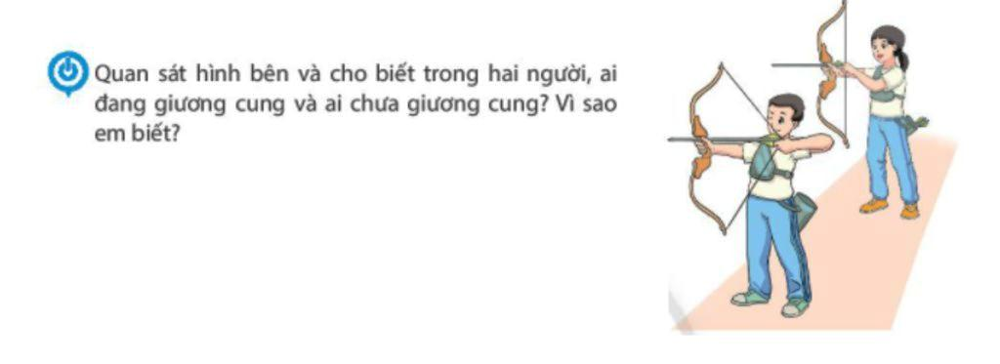 Quan sát hình bên và cho biết trong hai người, ai
đang giương cung và ai chưa giương cung? Vì sao
em biết?